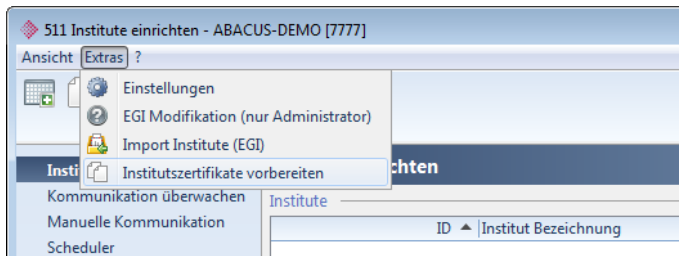 511 Institute einrichten - ABACUS-DEMO [7777]
Ansicht Extras ?
Einstellungen
EGI Modifikation (nur Administrator)
Import Institute (EGI)
Institutszertifikate vorbereiten
Kommunikation überwachen
Manuelle Kommunikation
Scheduler
Institute
ID Institut Bezeichnung